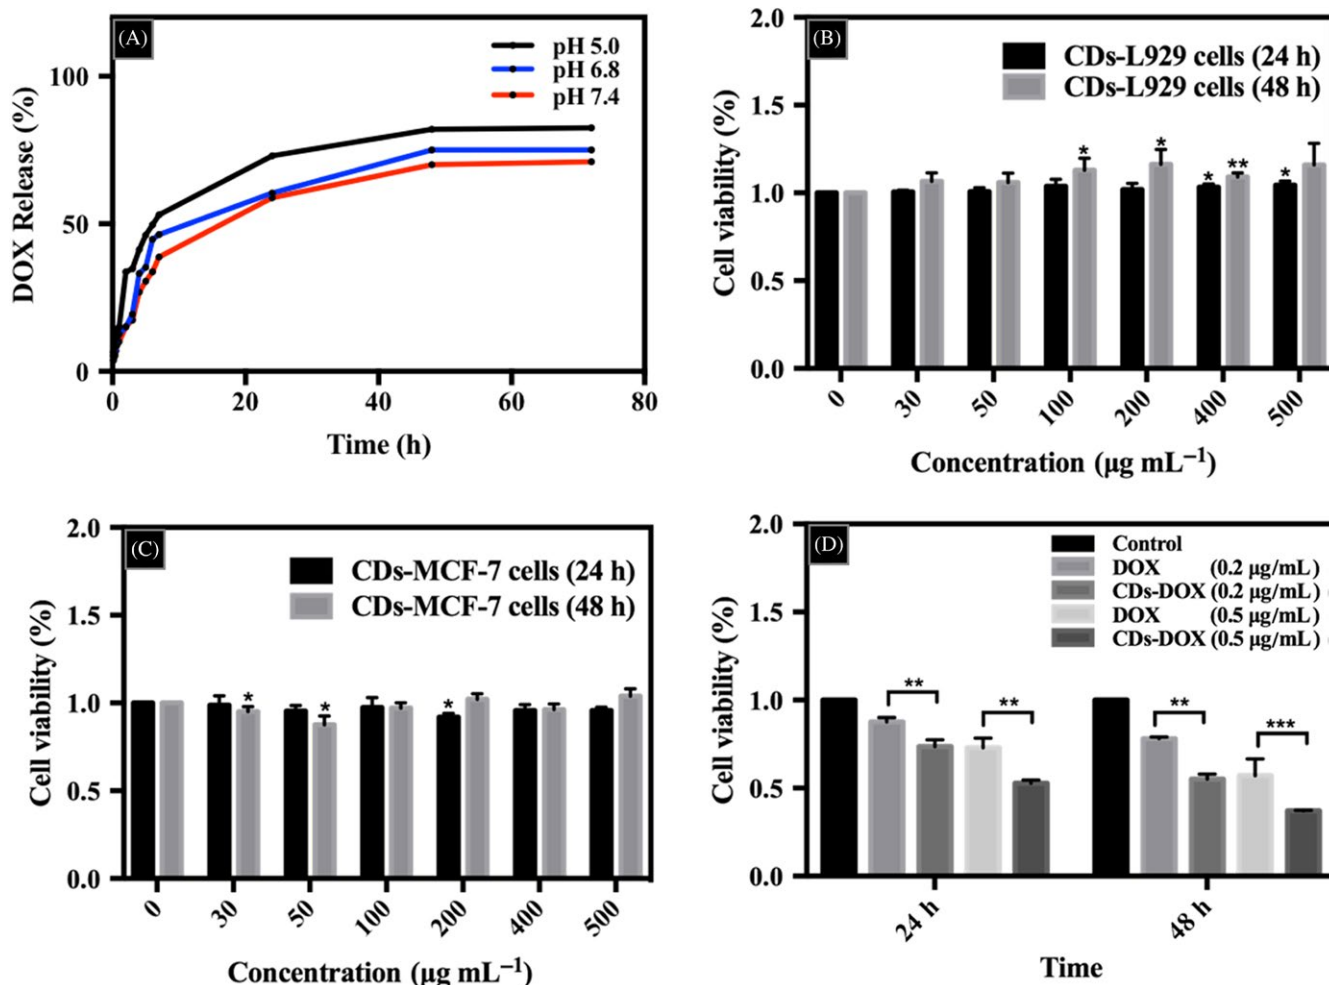 (A)
pH 5.0
pH 6.8
pH 7.4
100
50
0
DOX Release (%)
0 20 40 60 80
Time (h)
(B)
CDs-L929 cells (24 h)
CDs-L929 cells (48 h)
2.0
1.5
1.0
0.5
0.0
Cell viability (%)
* * * ** *
0 30 50 100 200 400 500
Concentration (µg mL⁻¹)
(C)
CDs-MCF-7 cells (24 h)
CDs-MCF-7 cells (48 h)
2.0
1.5
1.0
0.5
0.0
Cell viability (%)
* * *
0 30 50 100 200 400 500
Concentration (µg mL⁻¹)
(D)
Control
DOX (0.2 µg/mL)
CDs-DOX (0.2 µg/mL)
DOX (0.5 µg/mL)
CDs-DOX (0.5 µg/mL)
2.0
1.5
1.0
0.5
0.0
Cell viability (%)
** ** ** ***
24 h 48 h
Time